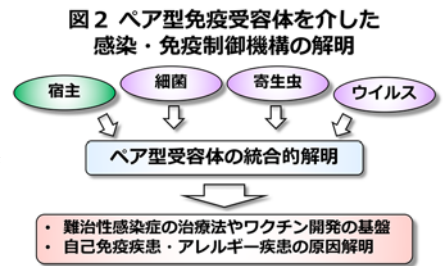 図2 ペア型免疫受容体を介した
感染・免疫制御機構の解明
宿主
細菌
寄生虫
ウイルス
ペア型受容体の統合的解明
・ 難治性感染症の治療法やワクチン開発の基盤
・ 自己免疫疾患・アレルギー疾患の原因解明